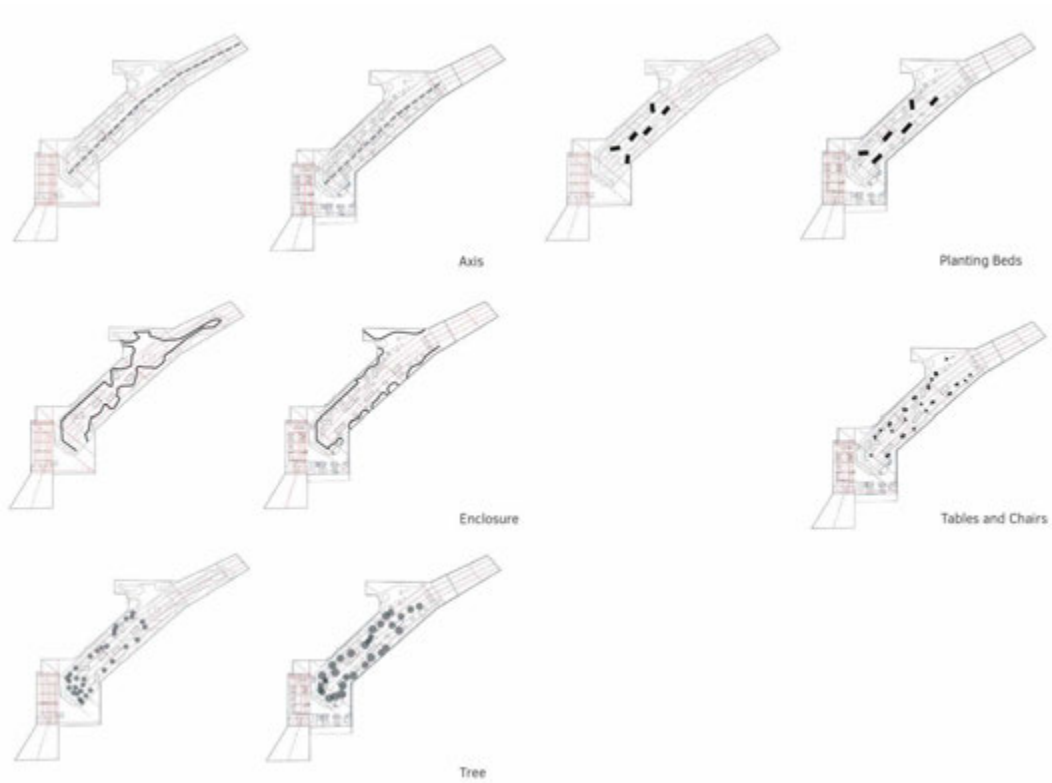 Axis
Planting Beds
Enclosure
Tables and Chairs
Tree